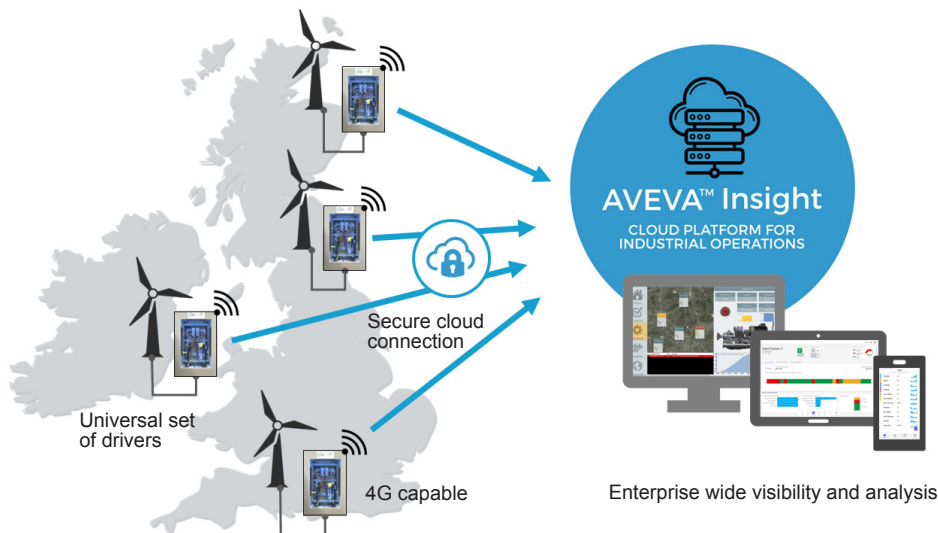 AVEVA™ Insight
CLOUD PLATFORM FOR
INDUSTRIAL OPERATIONS
Secure cloud
connection
Universal set
of drivers
4G capable
Enterprise wide visibility and analysis